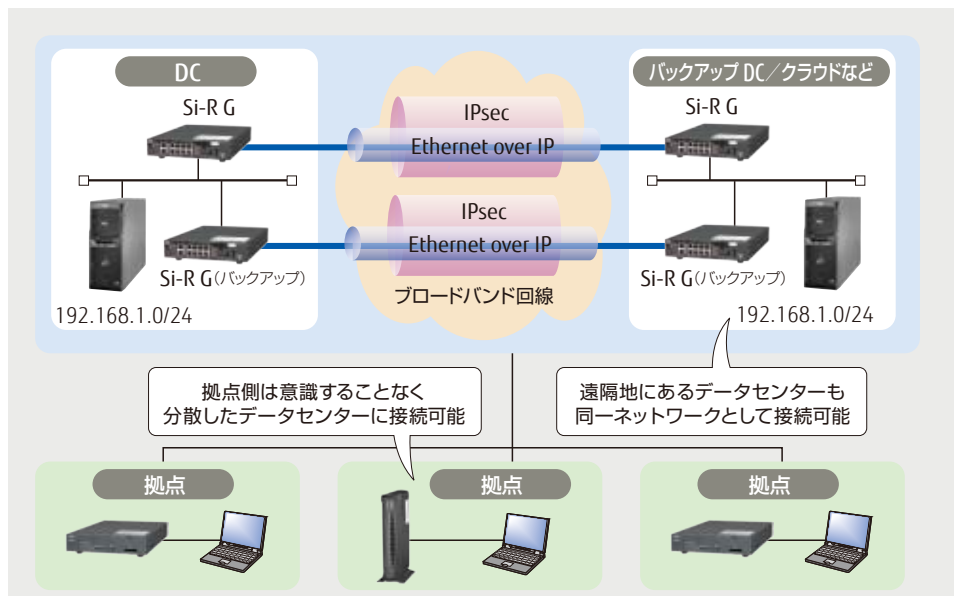 DC
バックアップ DC／クラウドなど
Si-R G
IPsec
Si-R G
Ethernet over IP
IPsec
Ethernet over IP
Si-R G（バックアップ）
Si-R G（バックアップ）
ブロードバンド回線
192.168.1.0/24
192.168.1.0/24
拠点側は意識することなく
分散したデータセンターに接続可能
遠隔地にあるデータセンターも
同一ネットワークとして接続可能
拠点
拠点
拠点